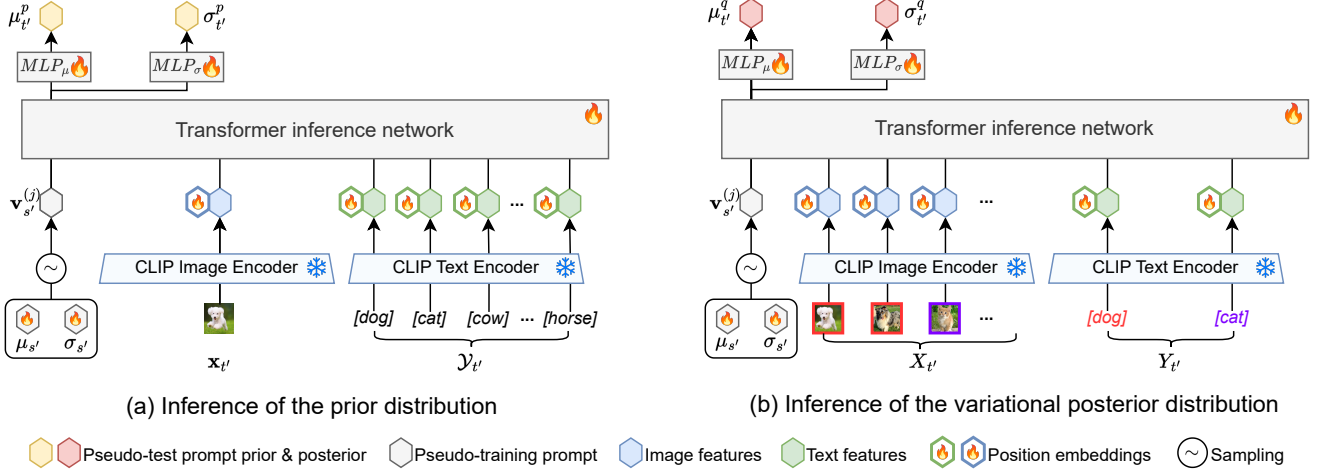 μ^p_{t'} σ^p_{t'}
MLP_μ MLP_σ
Transformer inference network
v^{(j)}_{s'}
...
CLIP Image Encoder CLIP Text Encoder
~
[dog] [cat] [cow] ... [horse]
μ_{s'} σ_{s'}
x_{t'} 𝒴_{t'}
(a) Inference of the prior distribution
μ^q_{t'} σ^q_{t'}
MLP_μ MLP_σ
Transformer inference network
v^{(j)}_{s'}
...
CLIP Image Encoder CLIP Text Encoder
~
... [dog] [cat]
μ_{s'} σ_{s'}
X_{t'} Y_{t'}
(b) Inference of the variational posterior distribution
Pseudo-test prompt prior & posterior Pseudo-training prompt Image features Text features Position embeddings ~ Sampling